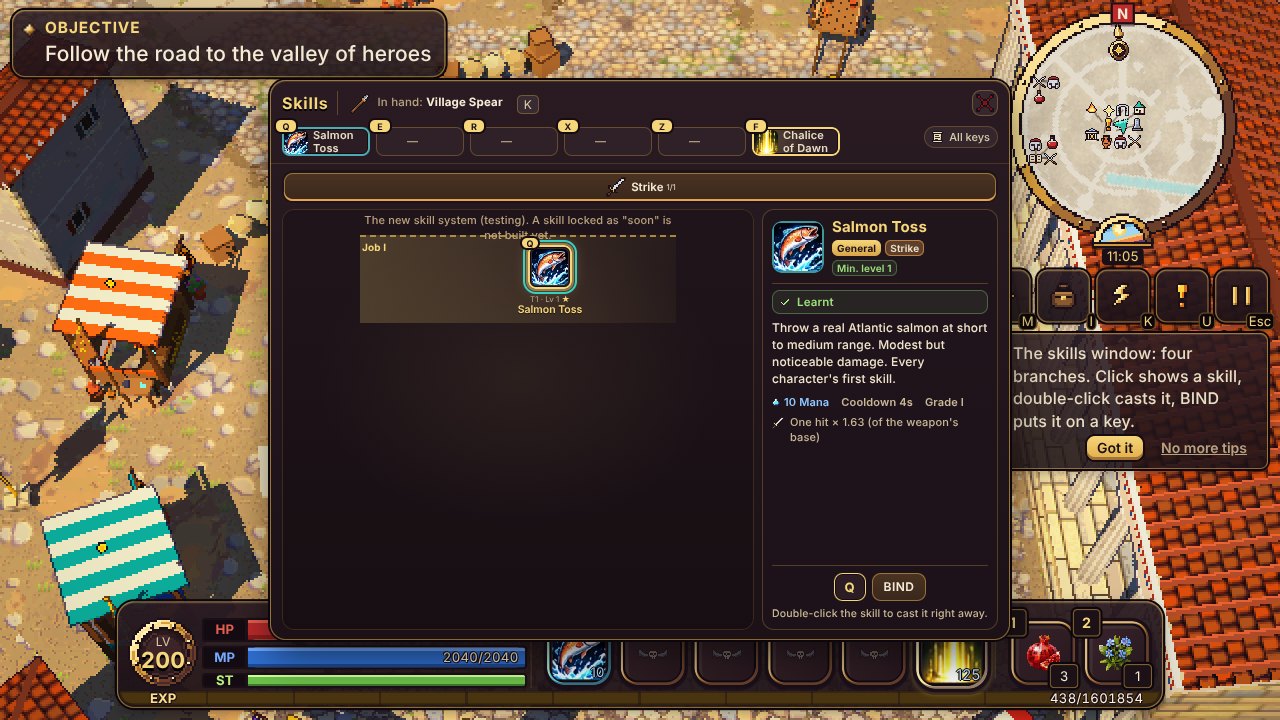 OBJECTIVE
Follow the road to the valley of heroes
N
Skills
In hand: Village Spear
K
Q
Salmon
Toss
E
—
R
—
X
—
Z
—
F
Chalice
of Dawn
All keys
Strike 1/1
The new skill system (testing). A skill locked as "soon" is
not built yet.
Job I
Q
T1 · Lv 1 ★
Salmon Toss
Salmon Toss
General
Strike
Min. level 1
Learnt
Throw a real Atlantic salmon at short
to medium range. Modest but
noticeable damage. Every
character's first skill.
10 Mana
Cooldown 4s
Grade I
One hit × 1.63 (of the weapon's
base)
Q
BIND
Double-click the skill to cast it right away.
11:05
M
K
U
Esc
The skills window: four
branches. Click shows a skill,
double-click casts it, BIND
puts it on a key.
Got it
No more tips
LV
200
EXP
HP
MP
2040/2040
ST
10
125
1
3
2
1
438/1601854